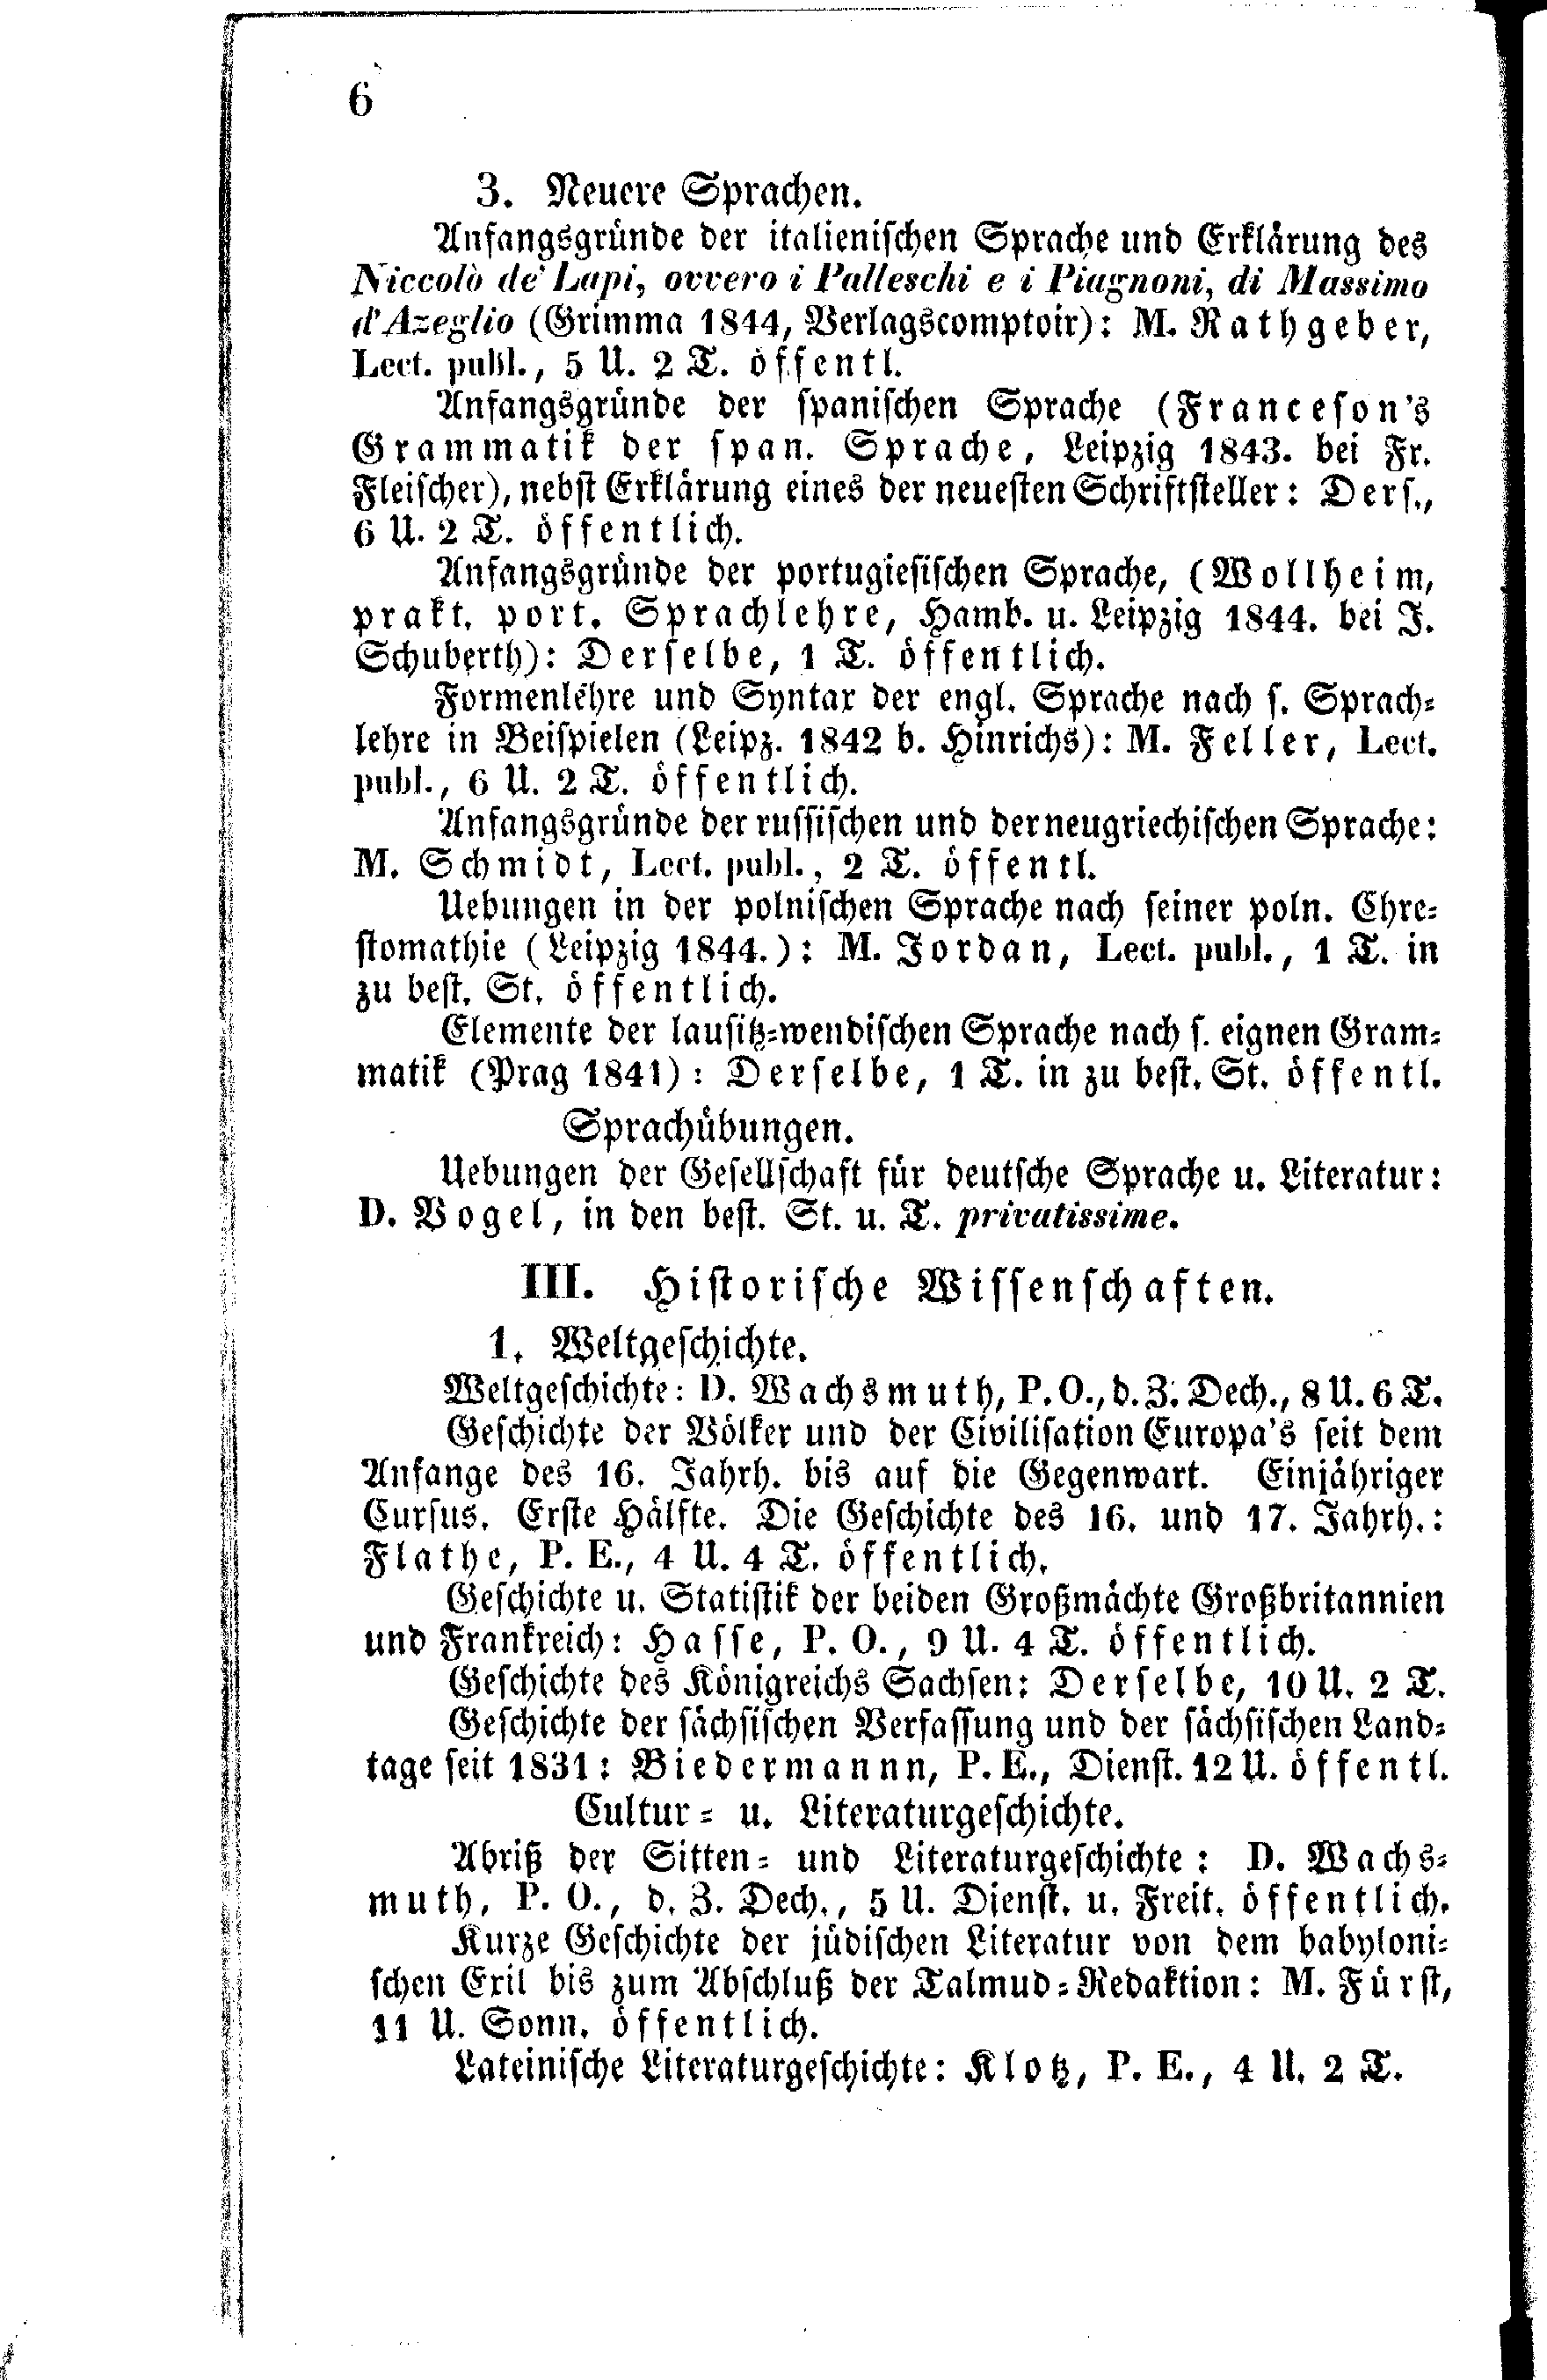 6
3. Neuere Sprachen.
Anfangsgründe der italienischen Sprache und Erklärung des
Niccolò de' Lapi, ovvero i Palleschi e i Piagnoni, di Massimo
d'Azeglio (Grimma 1844, Verlagscomptoir): M. Rathgeber,
Lect. publ., 5 U. 2 T. öffentl.
Anfangsgründe der spanischen Sprache (Franceson's
Grammatik der span. Sprache, Leipzig 1843. bei Fr.
Fleischer), nebst Erklärung eines der neuesten Schriftsteller: Ders.,
6 U. 2 T. öffentlich.
Anfangsgründe der portugiesischen Sprache, (Wollheim,
prakt. port. Sprachlehre, Hamb. u. Leipzig 1844. bei J.
Schuberth): Derselbe, 1 T. öffentlich.
Formenlehre und Syntax der engl. Sprache nach s. Sprach-
lehre in Beispielen (Leipz. 1842 b. Hinrichs): M. Feller, Lect.
publ., 6 U. 2 T. öffentlich.
Anfangsgründe der russischen und der neugriechischen Sprache:
M. Schmidt, Lect. publ., 2 T. öffentl.
Uebungen in der polnischen Sprache nach seiner poln. Chre-
stomathie (Leipzig 1844.): M. Jordan, Lect. publ., 1 T. in
zu best. St. öffentlich.
Elemente der lausitz-wendischen Sprache nach s. eignen Gram-
matik (Prag 1841): Derselbe, 1 T. in zu best. St. öffentl.
Sprachübungen.
Uebungen der Gesellschaft für deutsche Sprache u. Literatur:
D. Vogel, in den best. St. u. T. privatissime.
III. Historische Wissenschaften.
1. Weltgeschichte.
Weltgeschichte: D. Wachsmuth, P. O., d. Z. Dech., 8 U. 6 T.
Geschichte der Völker und der Civilisation Europa's seit dem
Anfange des 16. Jahrh. bis auf die Gegenwart. Einjähriger
Cursus. Erste Hälfte. Die Geschichte des 16. und 17. Jahrh.:
Flathe, P. E., 4 U. 4 T. öffentlich.
Geschichte u. Statistik der beiden Großmächte Großbritannien
und Frankreich: Hasse, P. O., 9 U. 4 T. öffentlich.
Geschichte des Königreichs Sachsen: Derselbe, 10 U. 2 T.
Geschichte der sächsischen Verfassung und der sächsischen Land-
tage seit 1831: Biedermannn, P. E., Dienst. 12 U. öffentl.
Cultur- u. Literaturgeschichte.
Abriß der Sitten- und Literaturgeschichte: D. Wachs-
muth, P. O., d. Z. Dech., 5 U. Dienst. u. Freit. öffentlich.
Kurze Geschichte der jüdischen Literatur von dem babyloni-
schen Exil bis zum Abschluß der Talmud-Redaktion: M. Fürst,
11 U. Sonn. öffentlich.
Lateinische Literaturgeschichte: Klotz, P. E., 4 U. 2 T.